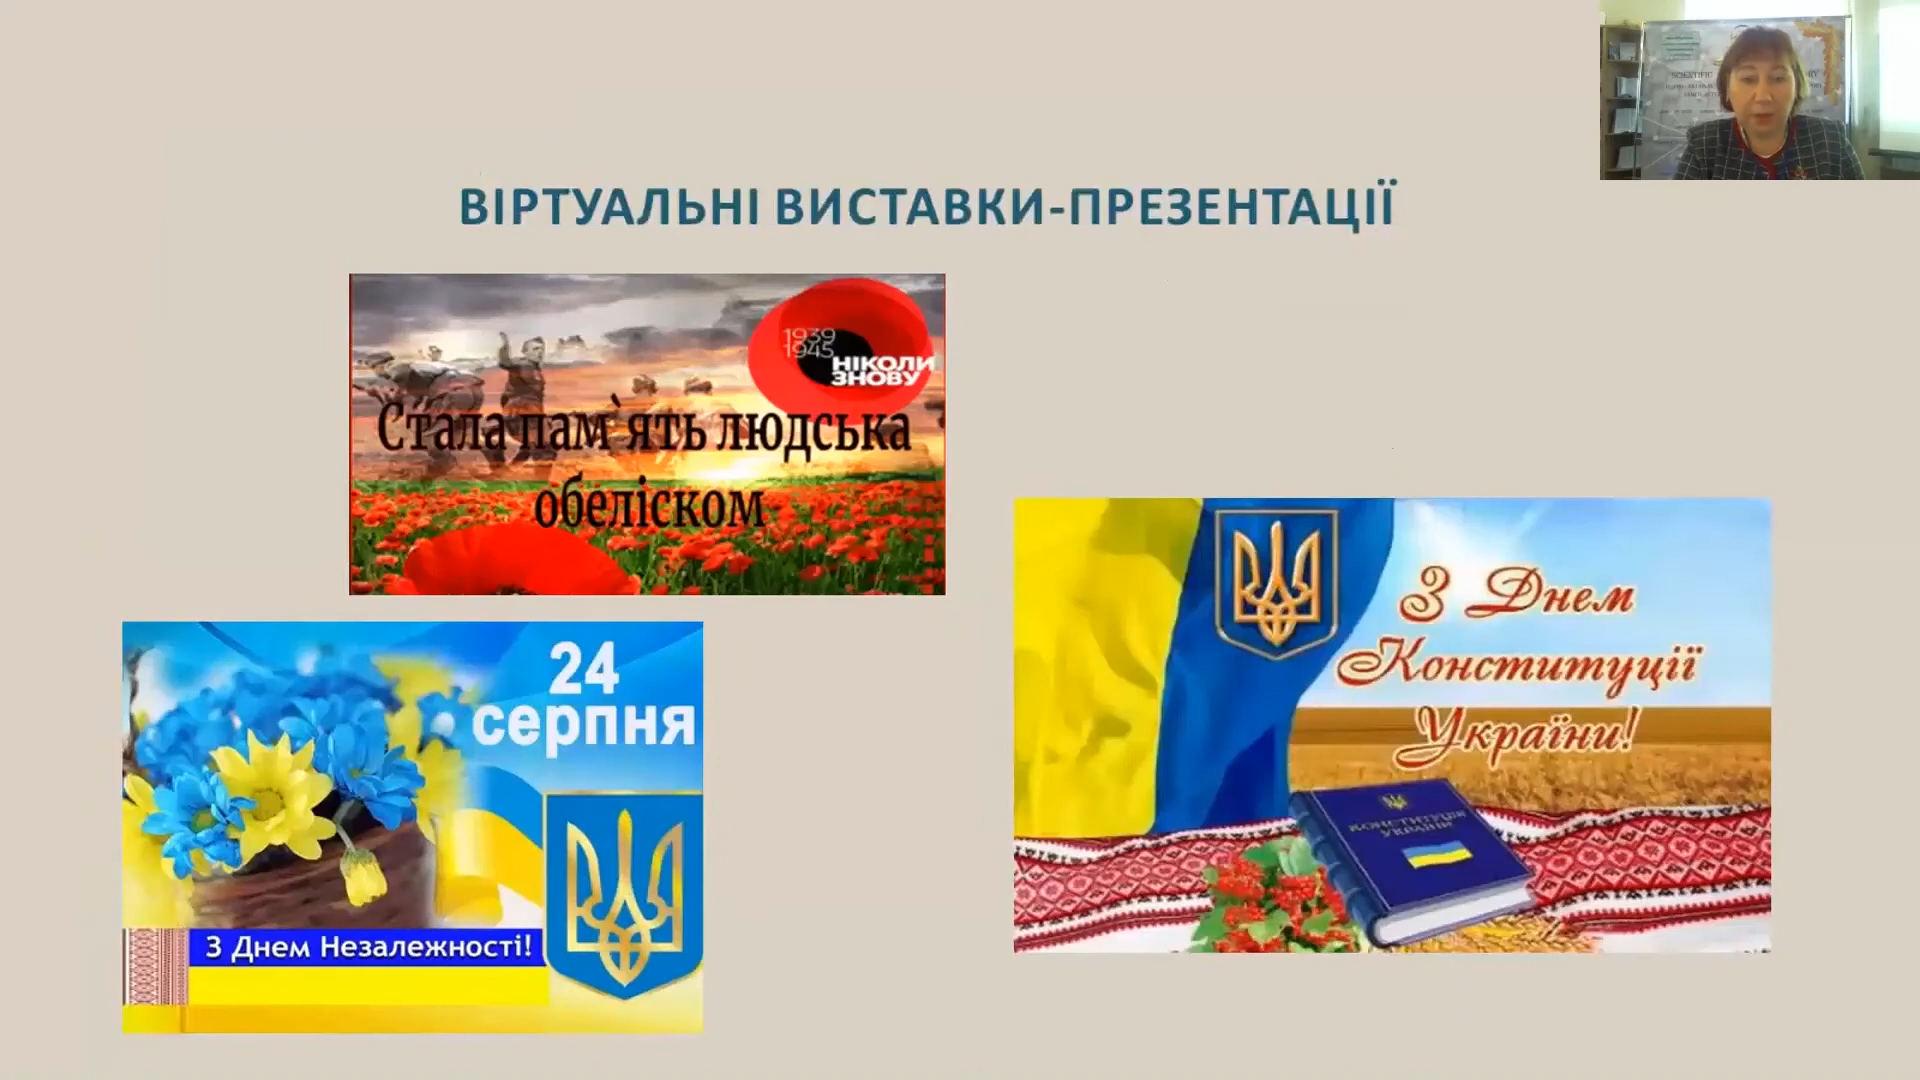 ВІРТУАЛЬНІ ВИСТАВКИ-ПРЕЗЕНТАЦІЇ
1939
1945
НІКОЛИ
ЗНОВУ
Стала пам`ять людська
обеліском
24
серпня
З Днем Незалежності!
З Днем
Конституції
України!
КОНСТИТУЦІЯ
УКРАЇНИ
SCIENTIFIC